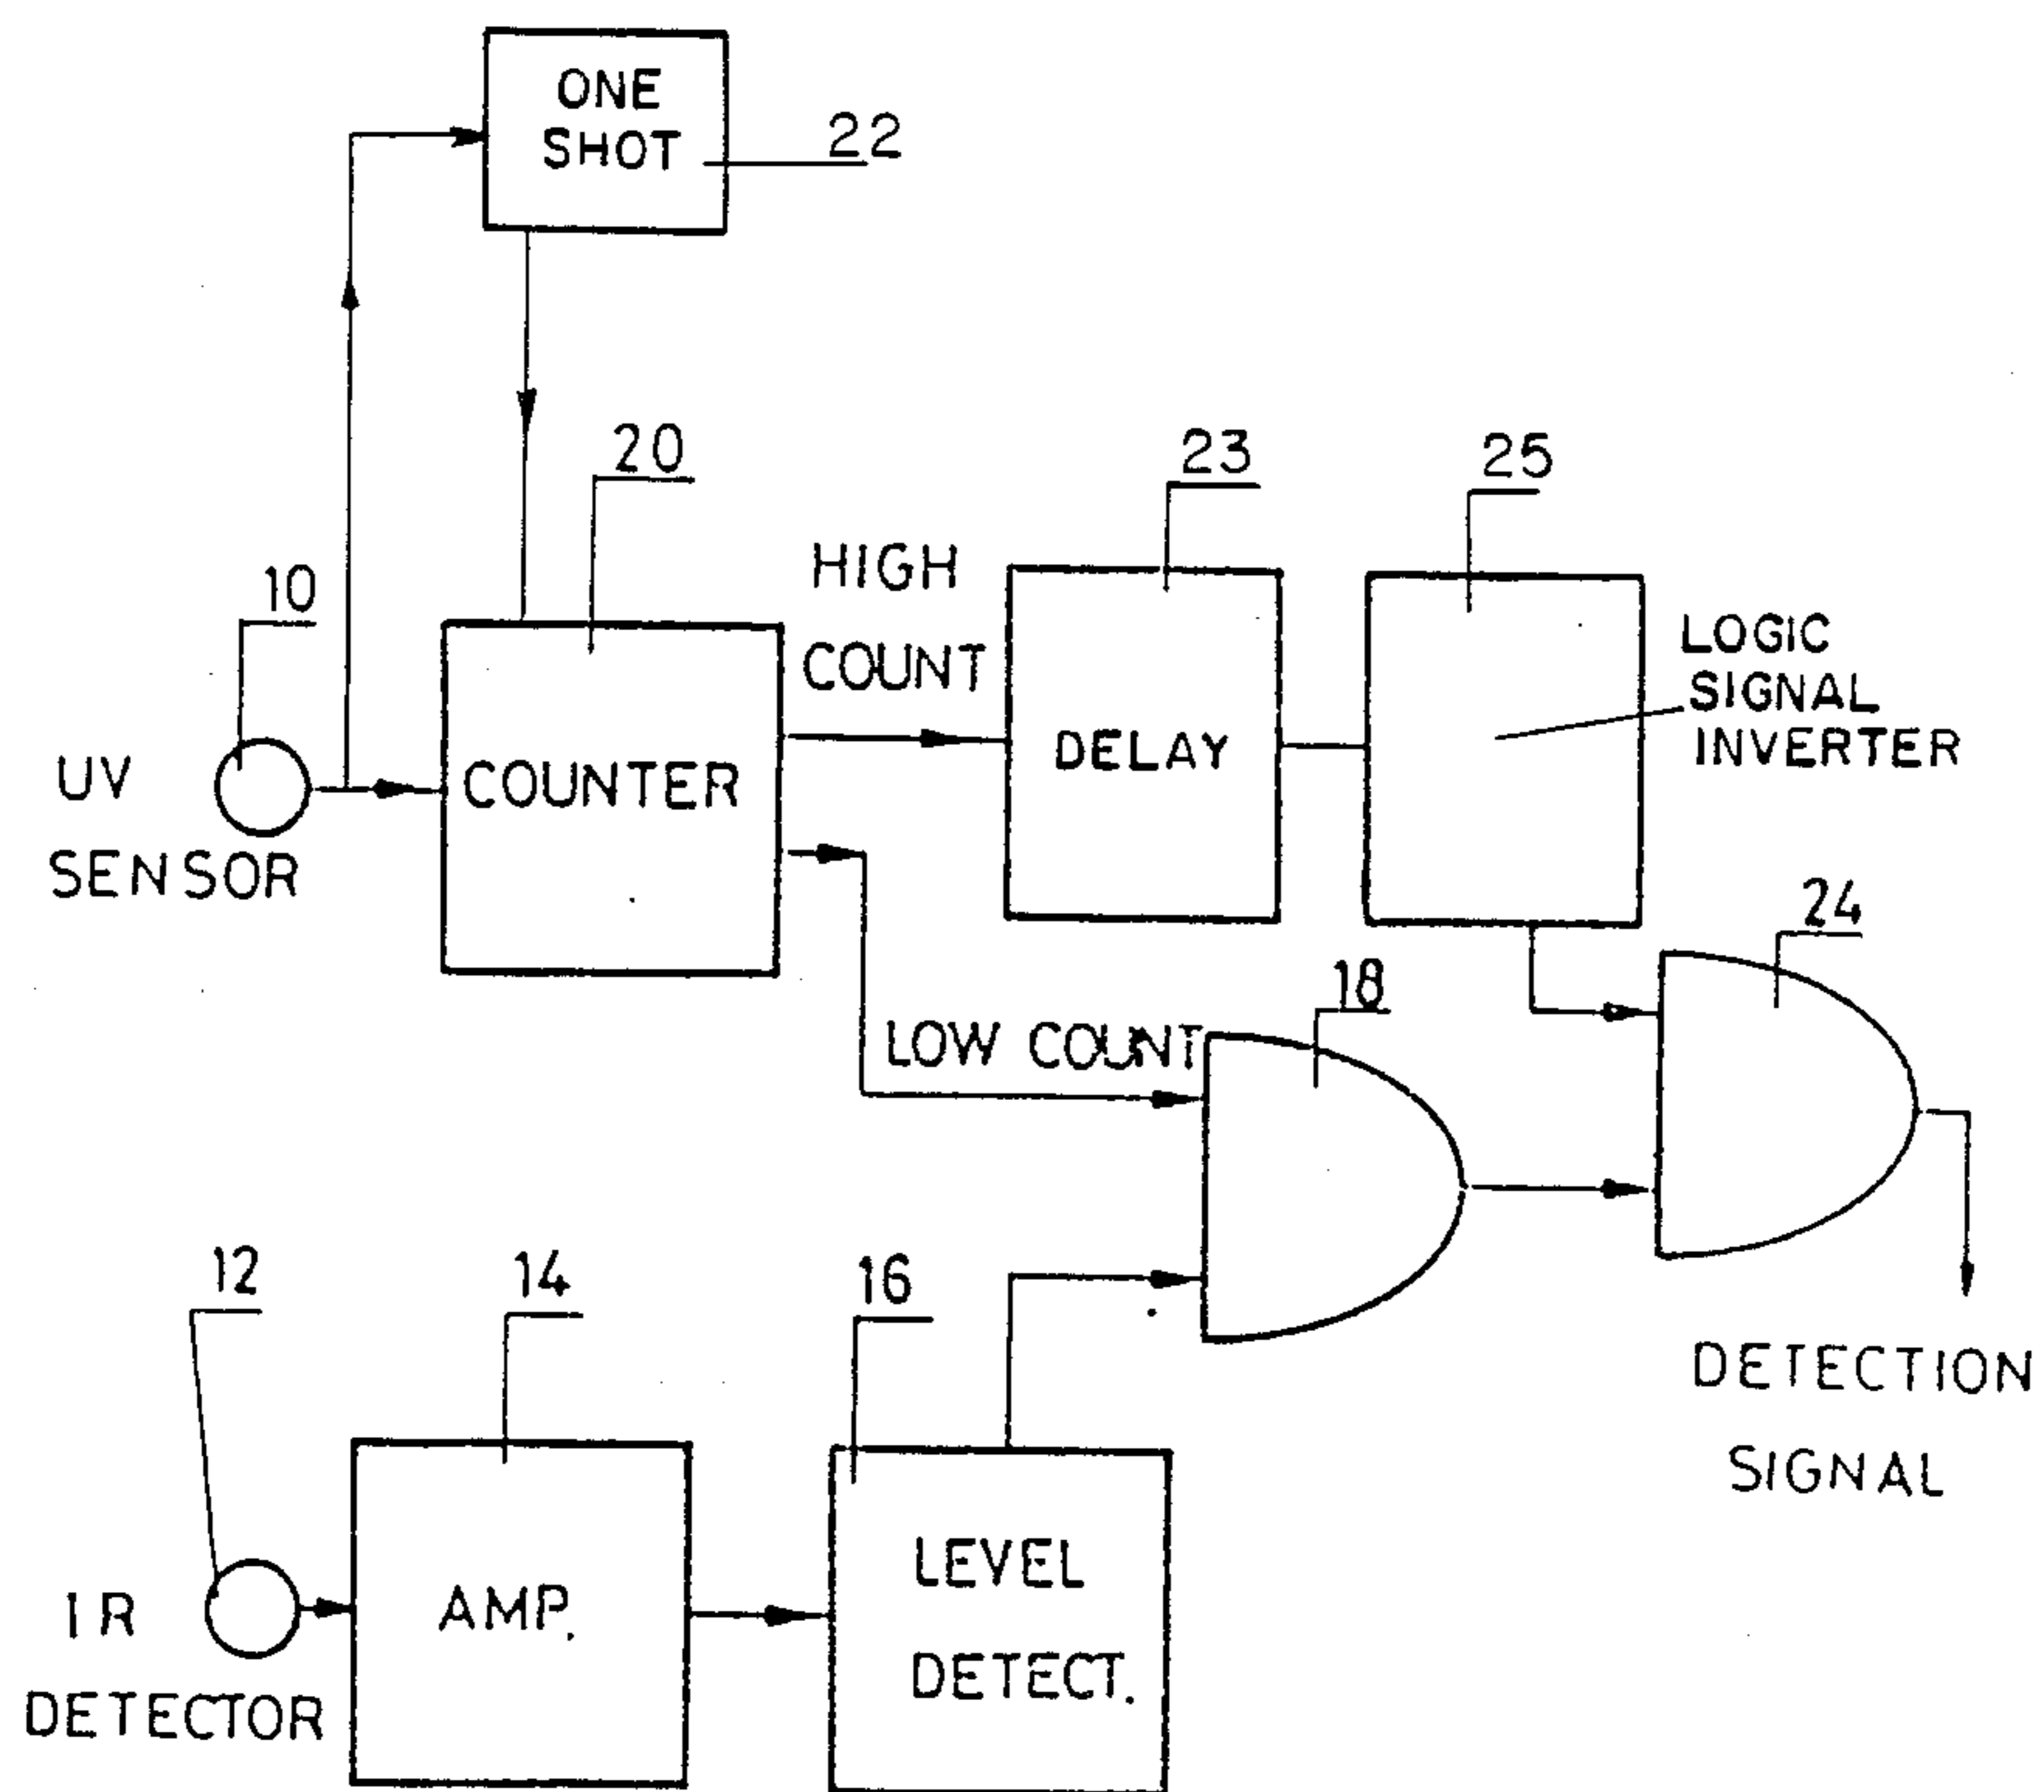 ONE
SHOT
22
20
23
25
10
HIGH
COUNT
LOGIC
SIGNAL
INVERTER
UV
SENSOR
COUNTER
DELAY
24
18
LOW COUNT
12
14
16
DETECTION
SIGNAL
IR
DETECTOR
AMP.
LEVEL
DETECT.